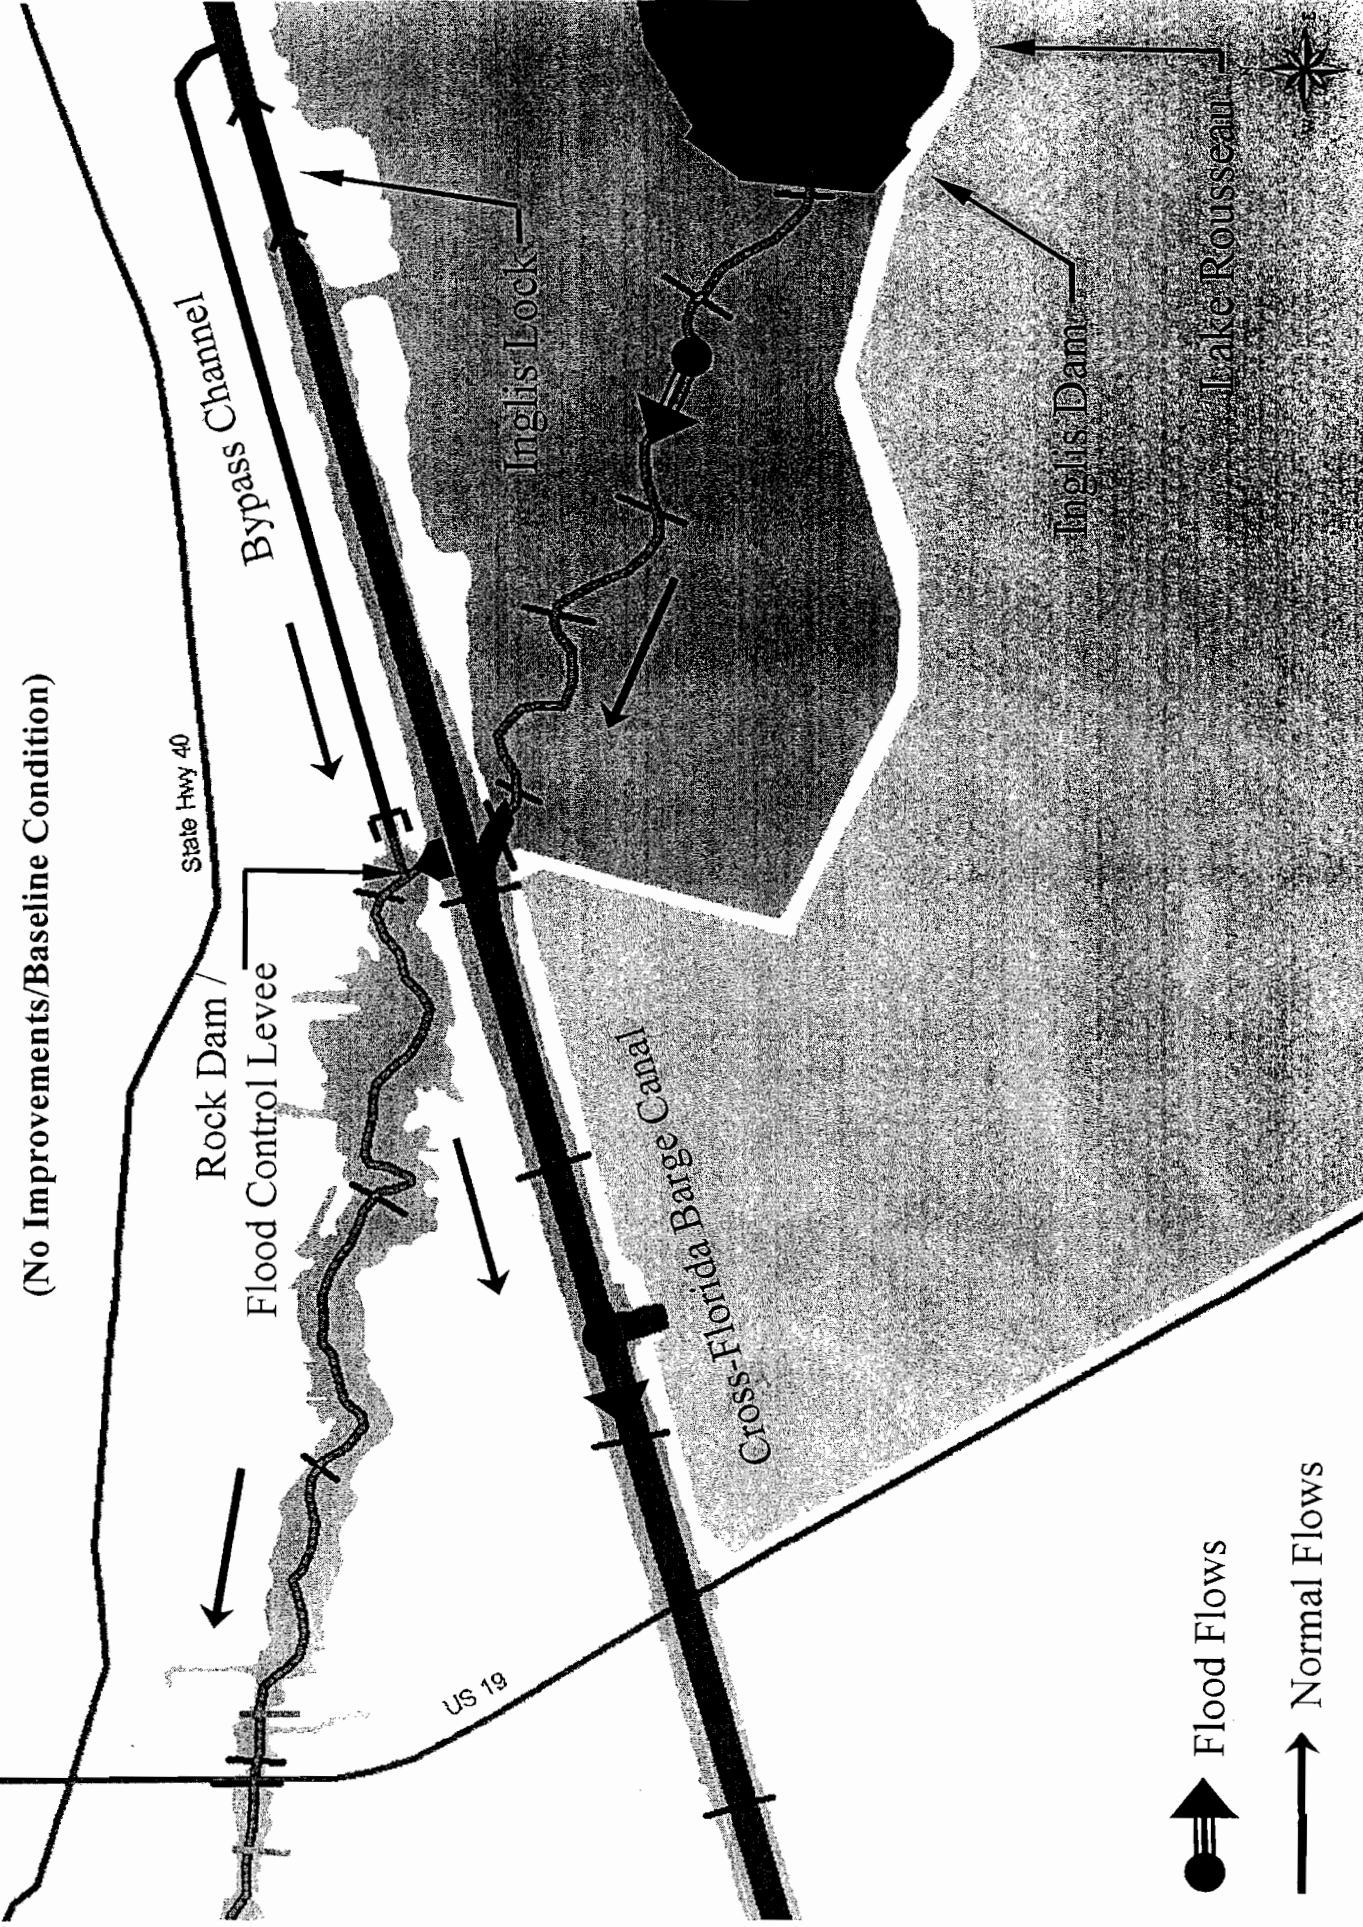 (No Improvements/Baseline Condition)
State Hwy 40
Bypass Channel
Rock Dam /
Flood Control Levee
Inglis Lock
US 19
Cross-Florida Barge Canal
Inglis Dam
Lake Rousseau
Flood Flows
Normal Flows